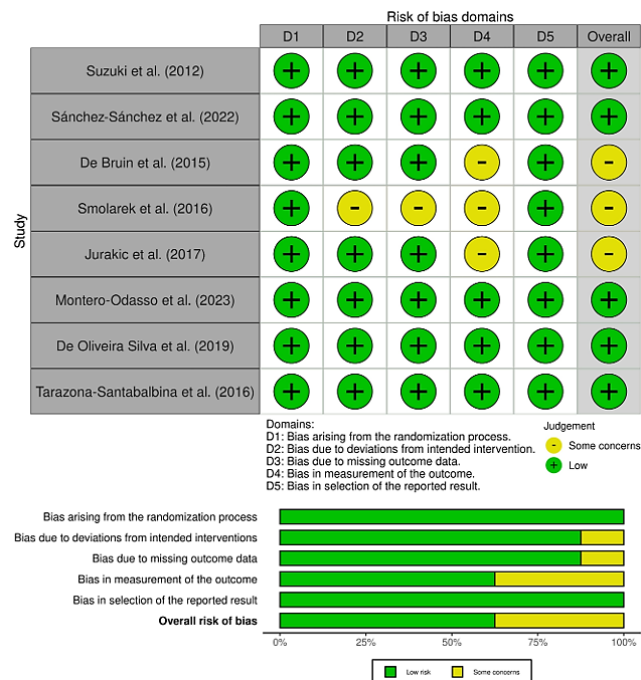 Risk of bias domains
D1 D2 D3 D4 D5 Overall
Study
Suzuki et al. (2012) + + + + + +
Sánchez-Sánchez et al. (2022) + + + + + +
De Bruin et al. (2015) + + + - + -
Smolarek et al. (2016) + - - - + -
Jurakic et al. (2017) + + + - + -
Montero-Odasso et al. (2023) + + + + + +
De Oliveira Silva et al. (2019) + + + + + +
Tarazona-Santabalbina et al. (2016) + + + + + +
Domains:
D1: Bias arising from the randomization process.
D2: Bias due to deviations from intended intervention.
D3: Bias due to missing outcome data.
D4: Bias in measurement of the outcome.
D5: Bias in selection of the reported result.
Judgement
- Some concerns
+ Low
Bias arising from the randomization process
Bias due to deviations from intended interventions
Bias due to missing outcome data
Bias in measurement of the outcome
Bias in selection of the reported result
Overall risk of bias
0% 25% 50% 75% 100%
Low risk Some concerns